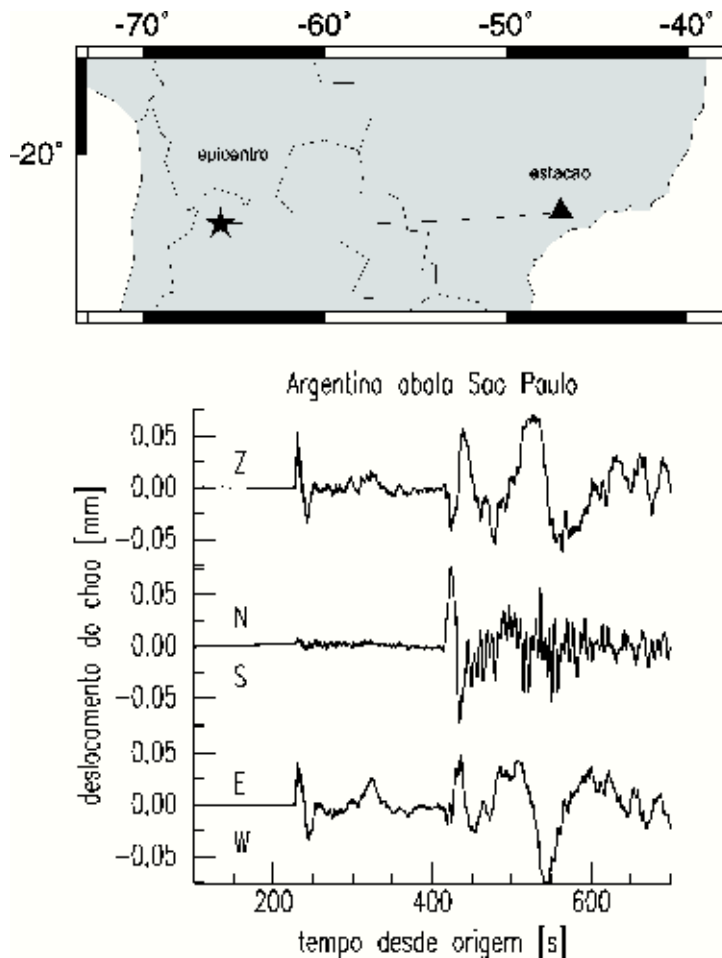 -70° -60° -50° -40°
-20°
epicentro
estacao
Argentina abala Sao Paulo
deslocamento do chao [mm]
0.05
Z
0.00
-0.05
0.05
N
0.00
S
-0.05
0.05
E
0.00
W
-0.05
200 400 600
tempo desde origem [s]